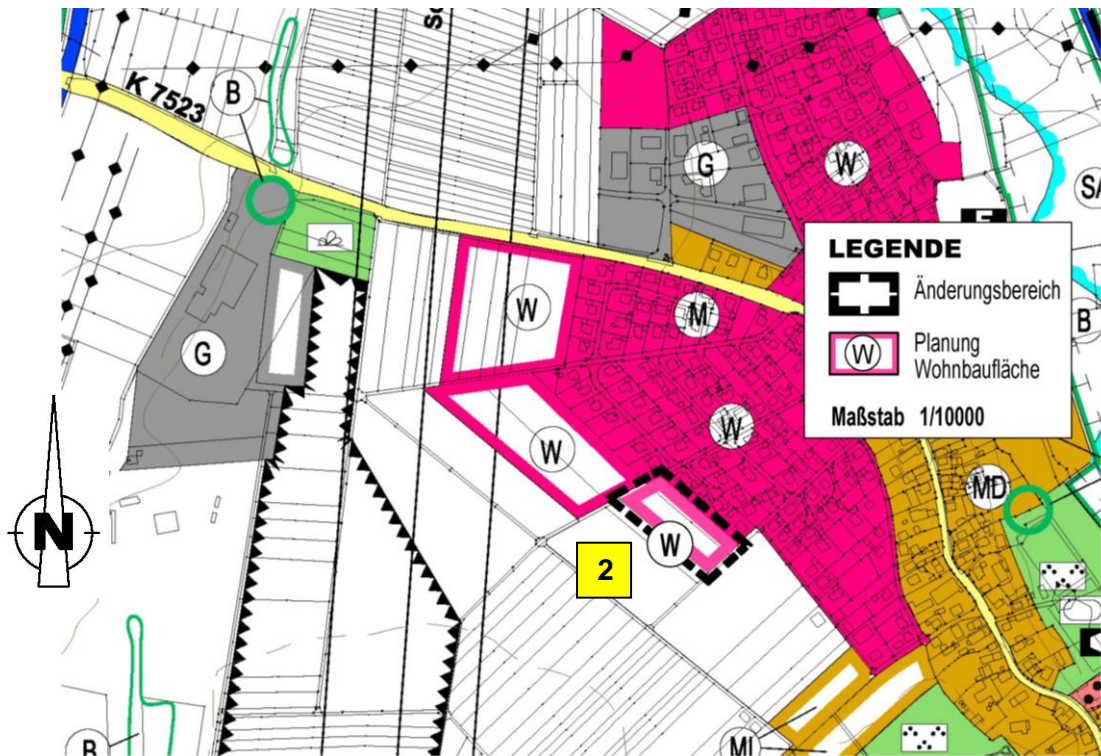 K 7523
B
G
W
SA
LEGENDE
Änderungsbereich
W
Planung
Wohnbaufläche
Maßstab 1/10000
W
M
B
G
W
W
MD
N
W
2
B
MI